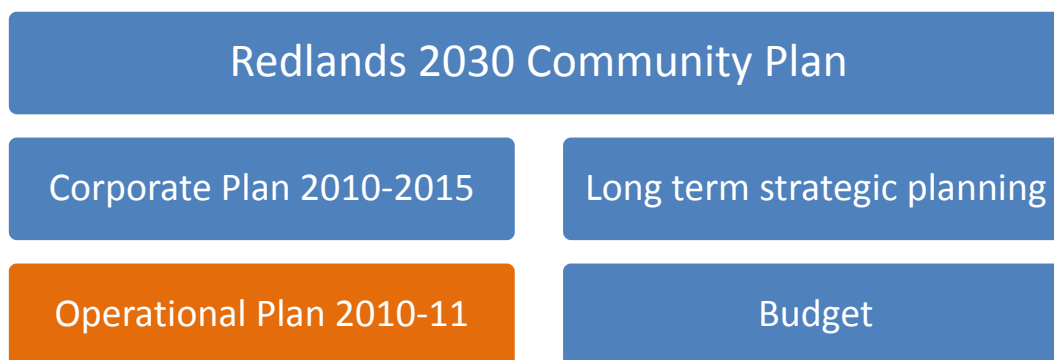 Redlands 2030 Community Plan
Corporate Plan 2010-2015
Long term strategic planning
Operational Plan 2010-11
Budget